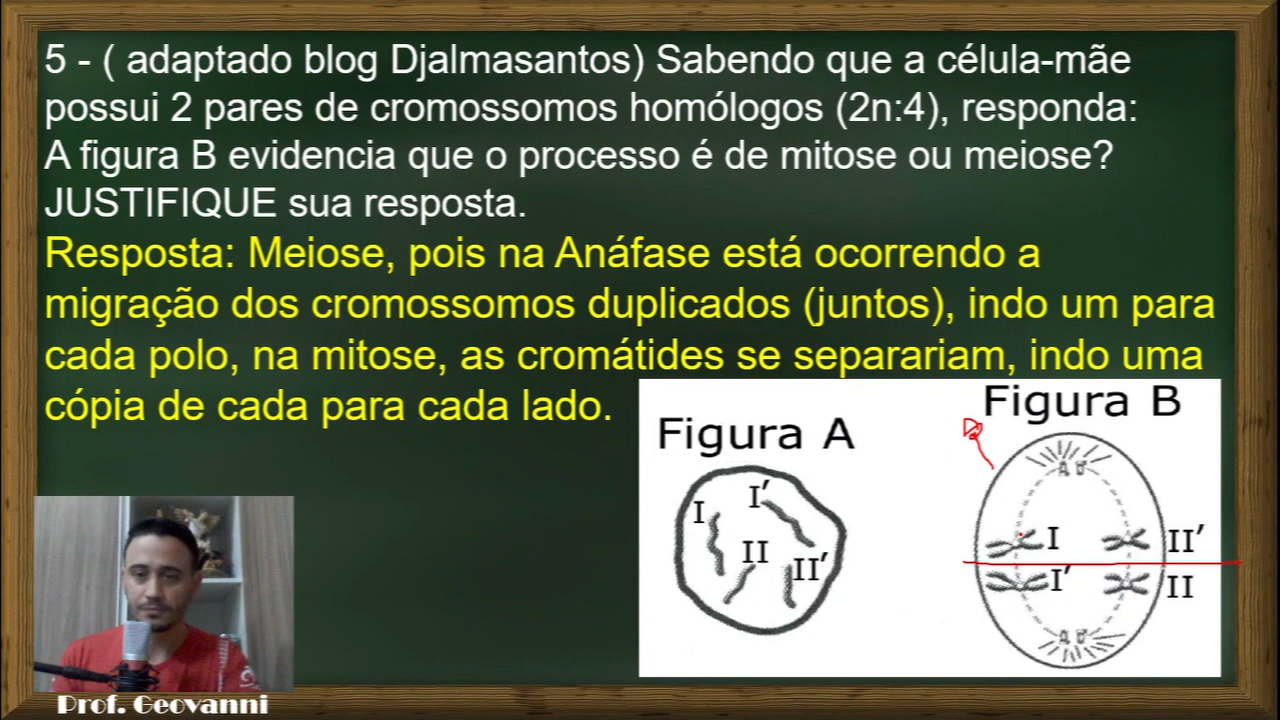 5 - ( adaptado blog Djalmasantos) Sabendo que a célula-mãe
possui 2 pares de cromossomos homólogos (2n:4), responda:
A figura B evidencia que o processo é de mitose ou meiose?
JUSTIFIQUE sua resposta.
Resposta: Meiose, pois na Anáfase está ocorrendo a
migração dos cromossomos duplicados (juntos), indo um para
cada polo, na mitose, as cromátides se separariam, indo uma
cópia de cada para cada lado.
Figura A
I
I′
II
II′
Figura B
I
II′
I′
II
Prof. Geovanni